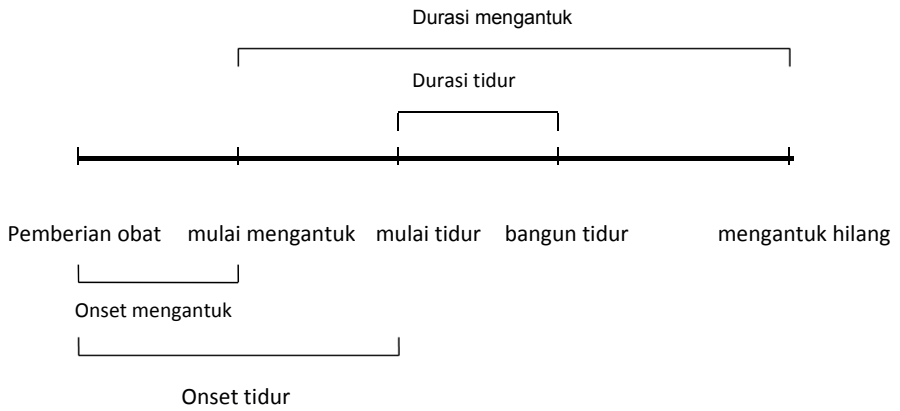 Durasi mengantuk
Durasi tidur
Pemberian obat mulai mengantuk mulai tidur bangun tidur mengantuk hilang
Onset mengantuk
Onset tidur